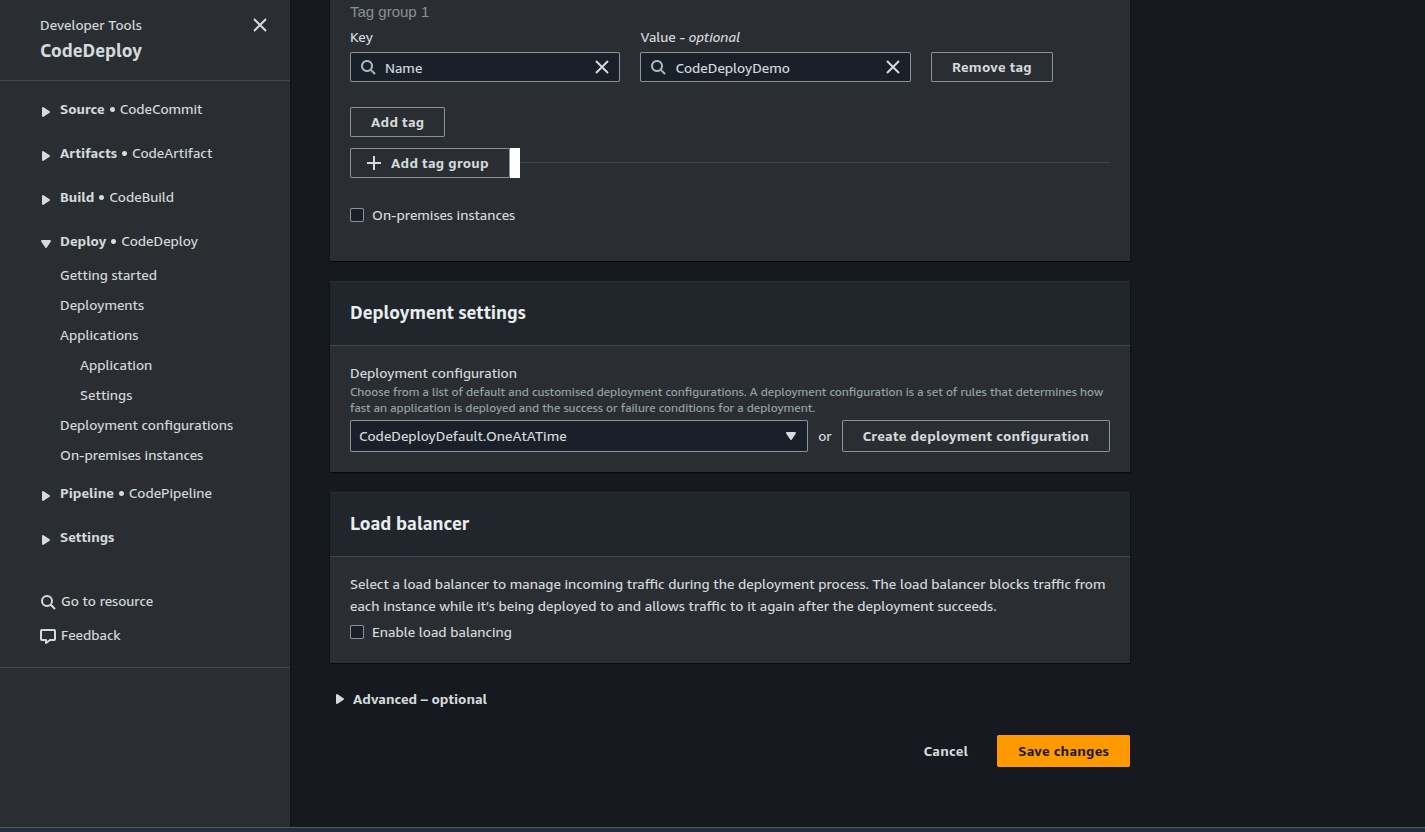 Developer Tools
CodeDeploy
Source • CodeCommit
Artifacts • CodeArtifact
Build • CodeBuild
Deploy • CodeDeploy
Getting started
Deployments
Applications
Application
Settings
Deployment configurations
On-premises instances
Pipeline • CodePipeline
Settings
Go to resource
Feedback
Tag group 1
Key
Value - optional
Name
CodeDeployDemo
Remove tag
Add tag
Add tag group
On-premises instances
Deployment settings
Deployment configuration
Choose from a list of default and customised deployment configurations. A deployment configuration is a set of rules that determines how
fast an application is deployed and the success or failure conditions for a deployment.
CodeDeployDefault.OneAtATime
or
Create deployment configuration
Load balancer
Select a load balancer to manage incoming traffic during the deployment process. The load balancer blocks traffic from
each instance while it's being deployed to and allows traffic to it again after the deployment succeeds.
Enable load balancing
Advanced – optional
Cancel
Save changes